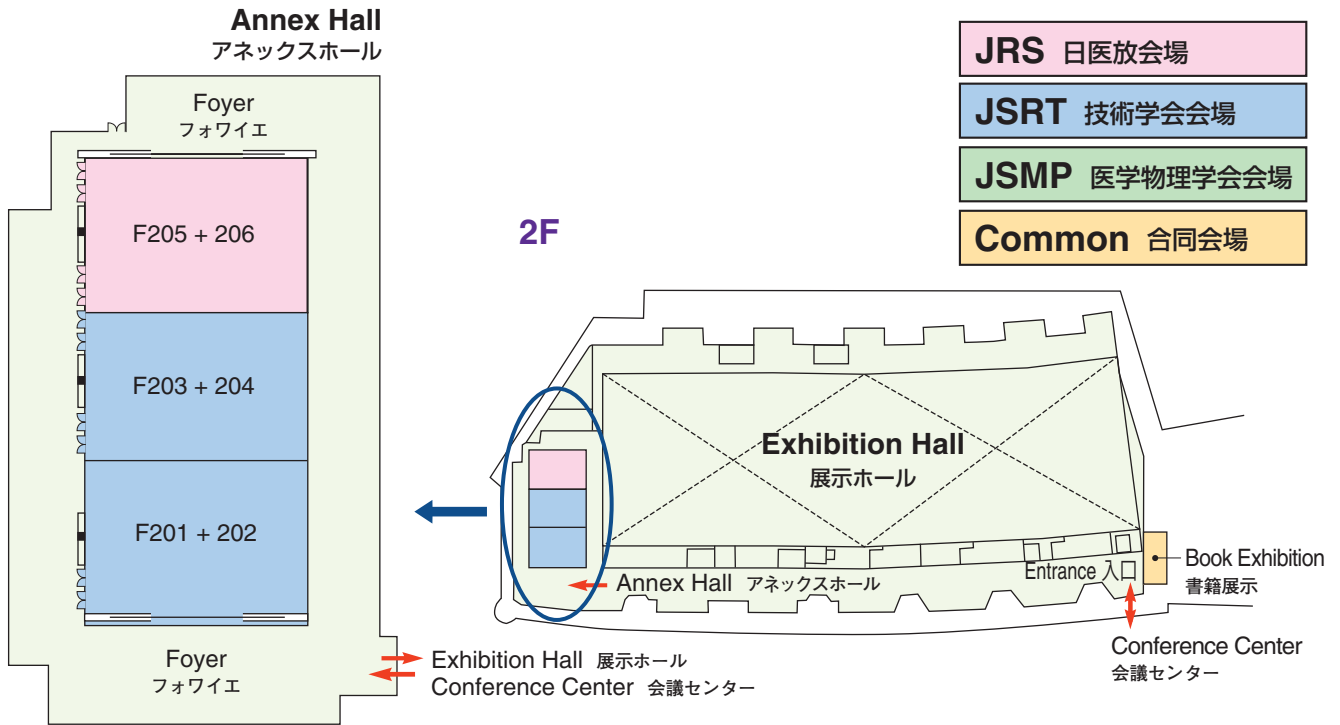 Annex Hall
アネックスホール
Foyer
フォワイエ
F205 + 206
F203 + 204
F201 + 202
Foyer
フォワイエ
Exhibition Hall 展示ホール
Conference Center 会議センター
JRS 日医放会場
JSRT 技術学会会場
JSMP 医学物理学会会場
Common 合同会場
2F
Exhibition Hall
展示ホール
Annex Hall アネックスホール
Entrance 入口
Book Exhibition
書籍展示
Conference Center
会議センター